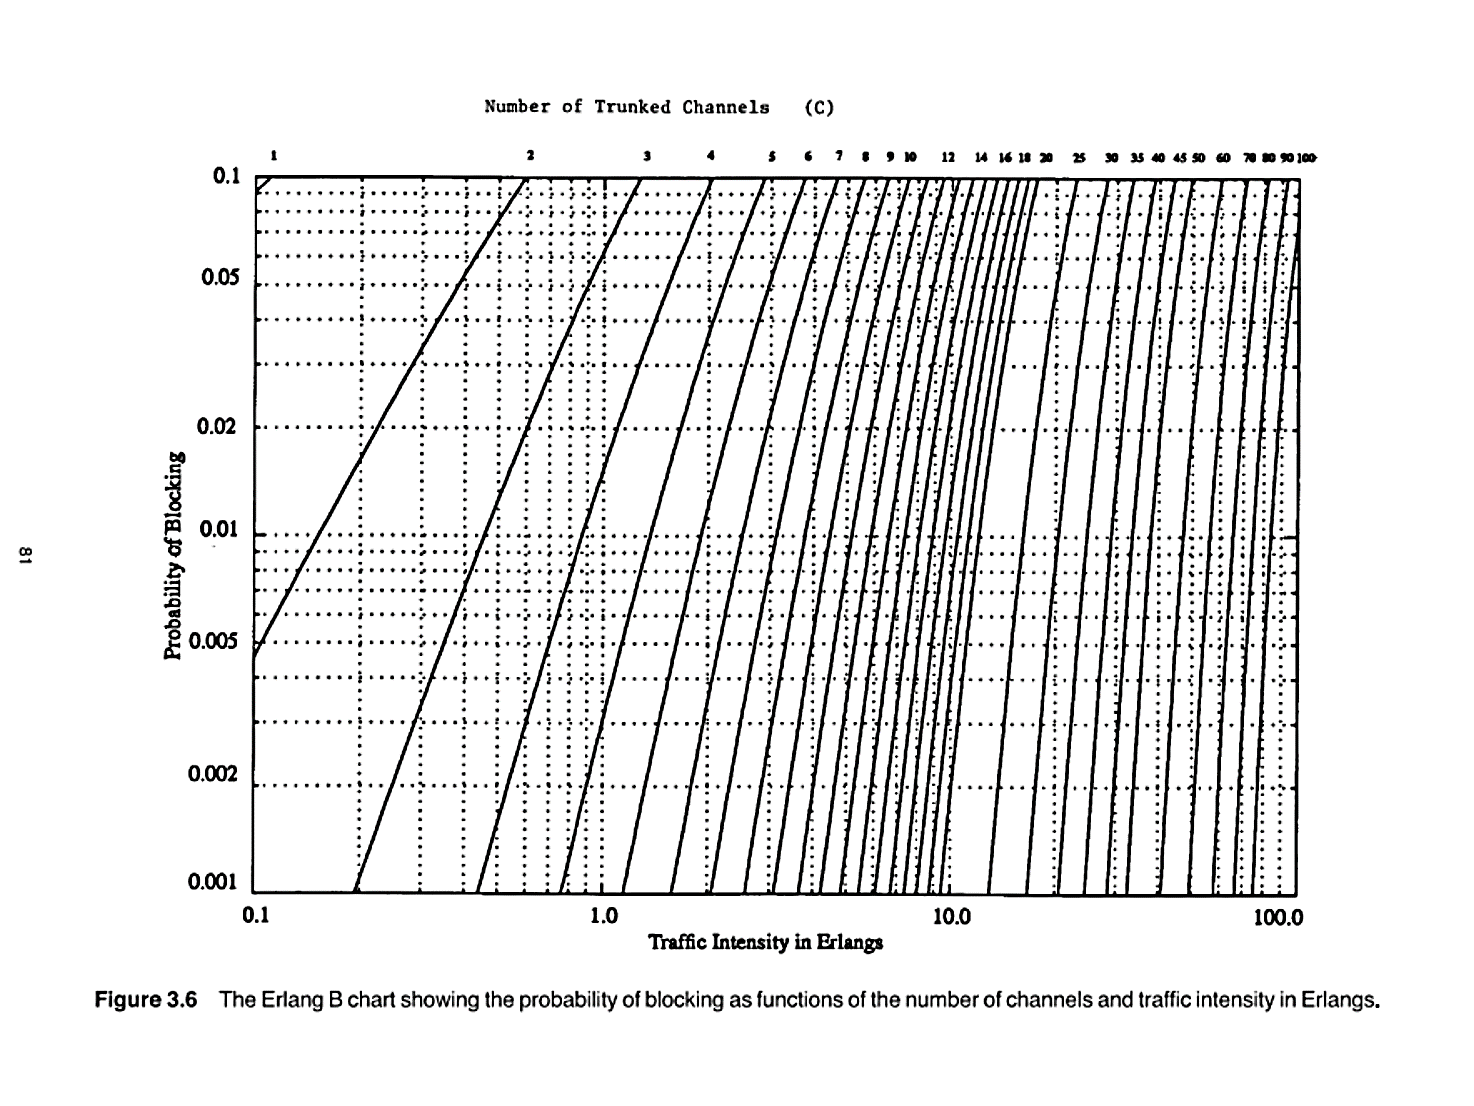 Number of Trunked Channels (C)
1 2 3 4 5 6 7 8 9 10 12 14 16 18 20 25 30 35 40 45 50 60 70 80 90 100
0.1
0.05
0.02
0.01
0.005
0.002
0.001
Probability of Blocking
81
0.1 1.0 10.0 100.0
Traffic Intensity in Erlangs
Figure 3.6 The Erlang B chart showing the probability of blocking as functions of the number of channels and traffic intensity in Erlangs.